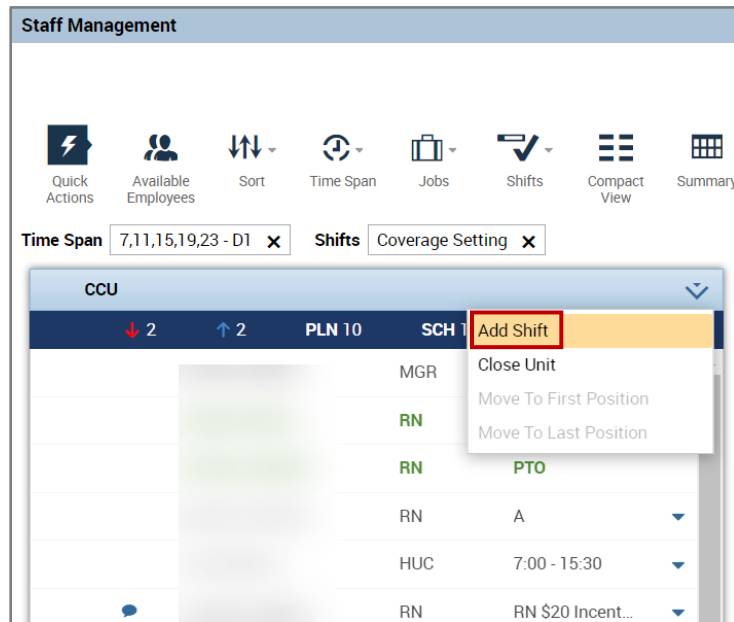 Staff Management
Quick Actions
Available Employees
Sort
Time Span
Jobs
Shifts
Compact View
Summary
Time Span 7,11,15,19,23 - D1 Shifts Coverage Setting
CCU
2 2 PLN 10 SCH
Add Shift
Close Unit
Move To First Position
Move To Last Position
MGR
RN
RN PTO
RN A
HUC 7:00 - 15:30
RN RN $20 Incent...